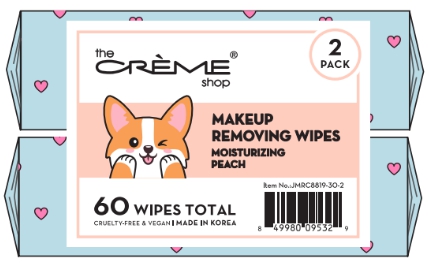 the
CRÈME®
shop
2
PACK
MAKEUP
REMOVING WIPES
MOISTURIZING
PEACH
Item No.:JMRC8819-30-2
60 WIPES TOTAL
CRUELTY-FREE & VEGAN | MADE IN KOREA
8 49980 09532 9